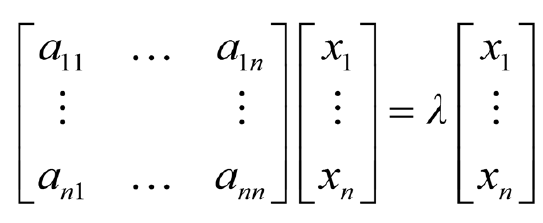 a₁₁ … a₁ₙ x₁ x₁
⋮ ⋮ ⋮ = λ ⋮
aₙ₁ … aₙₙ xₙ xₙ